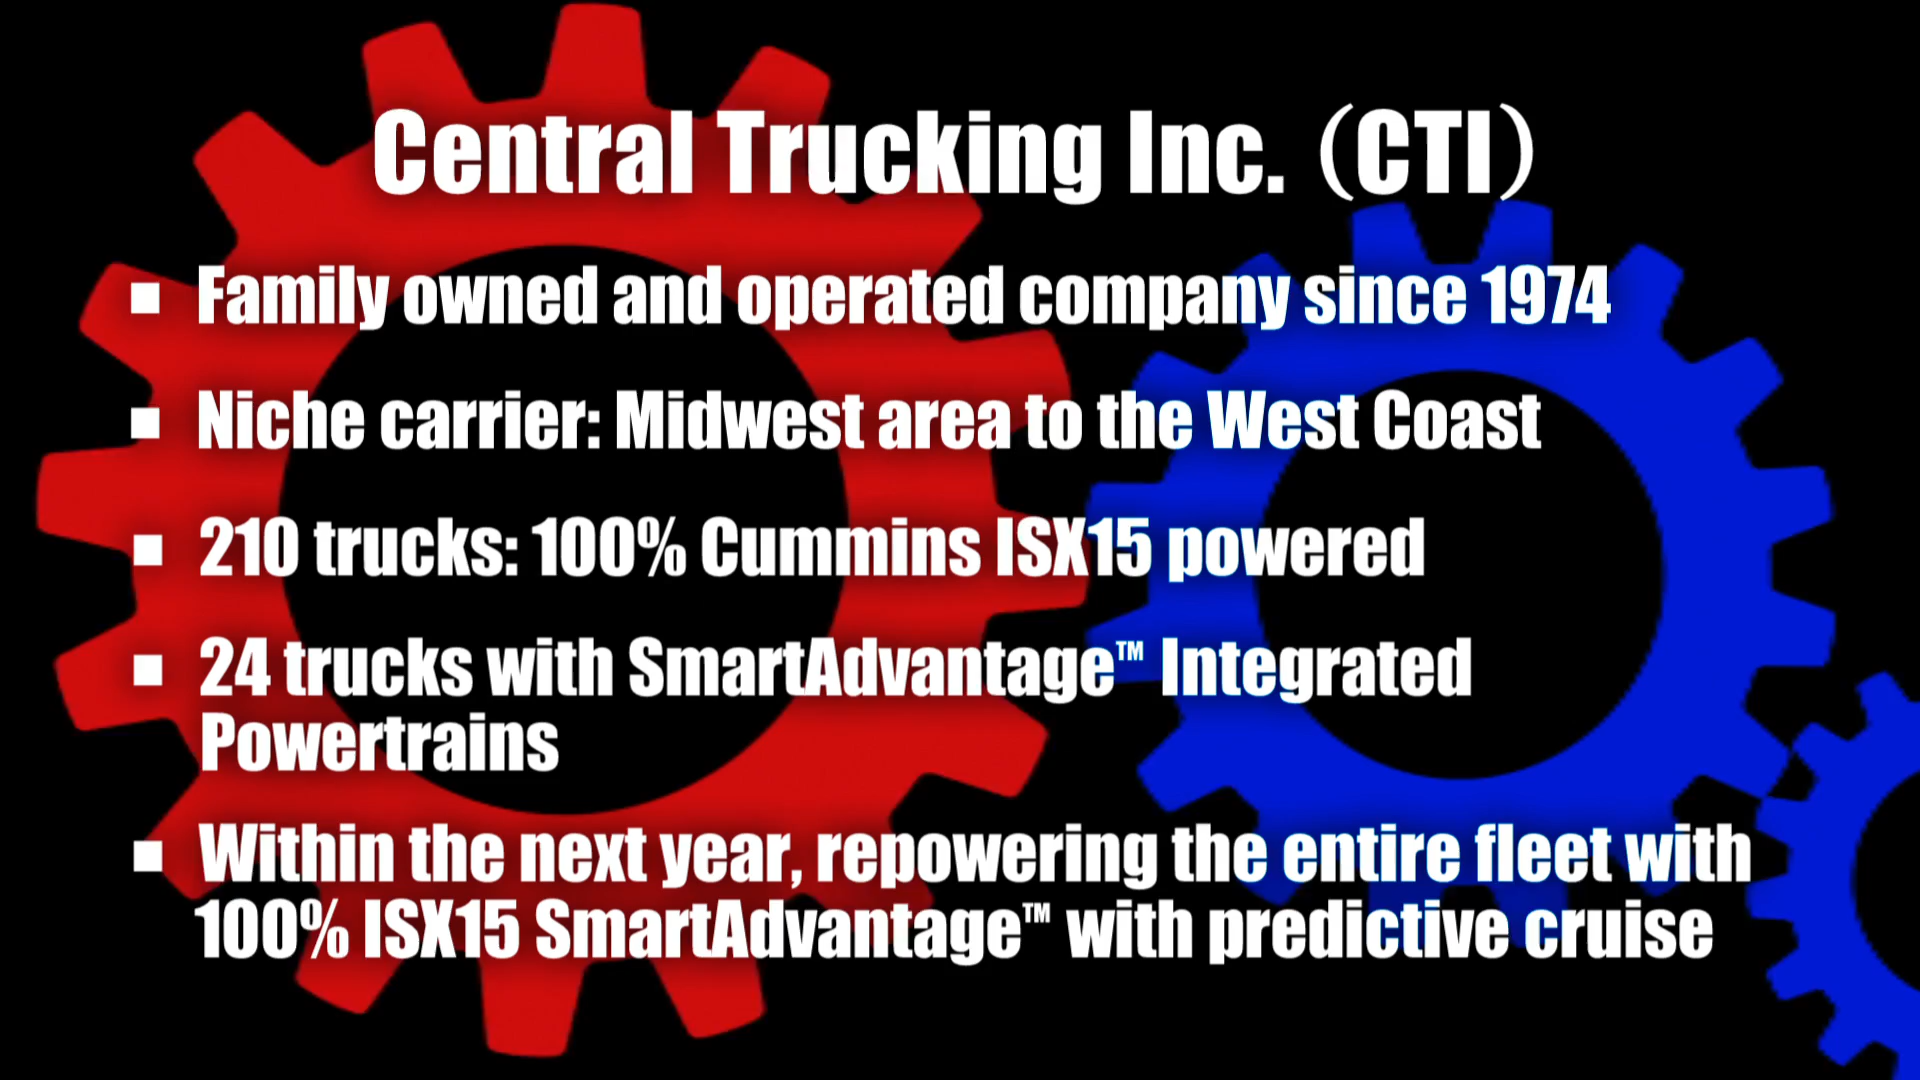 Central Trucking Inc. (CTI)
▪ Family owned and operated company since 1974
▪ Niche carrier: Midwest area to the West Coast
▪ 210 trucks: 100% Cummins ISX15 powered
▪ 24 trucks with SmartAdvantage™ Integrated
Powertrains
▪ Within the next year, repowering the entire fleet with
100% ISX15 SmartAdvantage™ with predictive cruise